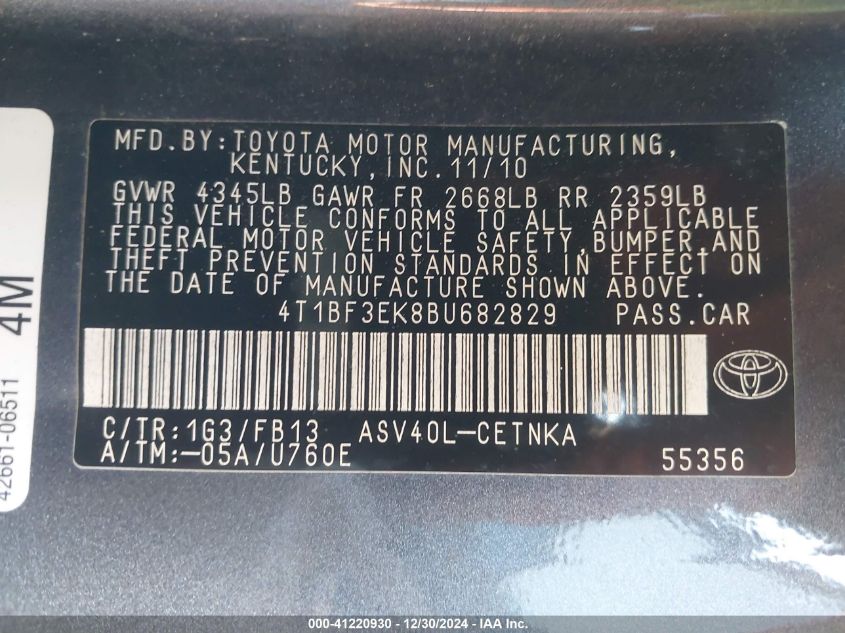 MFD.BY:TOYOTA MOTOR MANUFACTURING,
KENTUCKY,INC.11/10
GVWR 4345LB GAWR FR 2668LB RR 2359LB
THIS VEHICLE CONFORMS TO ALL APPLICABLE
FEDERAL MOTOR VEHICLE SAFETY,BUMPER,AND
THEFT PREVENTION STANDARDS IN EFFECT ON
THE DATE OF MANUFACTURE SHOWN ABOVE.
4T1BF3EK8BU682829 PASS.CAR
C/TR:1G3/FB13 ASV40L-CETNKA
A/TM:-05A/U760E 55356
4M
42661-06511
000-41220930 - 12/30/2024 - IAA Inc.